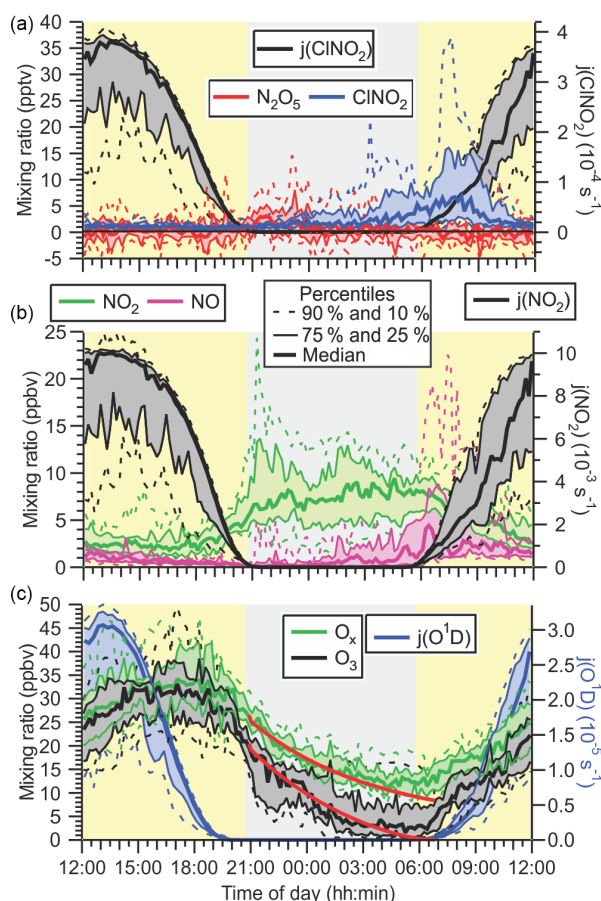 (a)
40
35
30
25
20
15
10
5
0
-5
Mixing ratio (pptv)
j(ClNO₂)
N₂O₅ ClNO₂
4
3
2
1
0
j(ClNO₂) (10⁻⁴ s⁻¹)
NO₂ NO
Percentiles
90 % and 10 %
75 % and 25 %
Median
j(NO₂)
(b)
25
20
15
10
5
0
Mixing ratio (ppbv)
10
8
6
4
2
0
j(NO₂) (10⁻³ s⁻¹)
(c)
50
45
40
35
30
25
20
15
10
5
0
Mixing ratio (ppbv)
Oₓ
O₃
j(O¹D)
3.0
2.5
2.0
1.5
1.0
0.5
0.0
j(O¹D) (10⁻⁵ s⁻¹)
12:00 15:00 18:00 21:00 00:00 03:00 06:00 09:00 12:00
Time of day (hh:min)